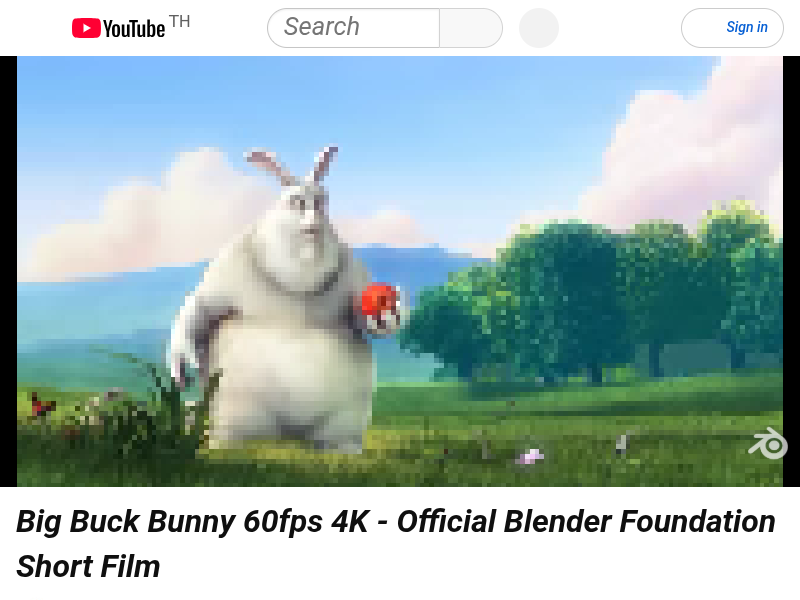 YouTube TH
Search
Sign in
Big Buck Bunny 60fps 4K - Official Blender Foundation
Short Film